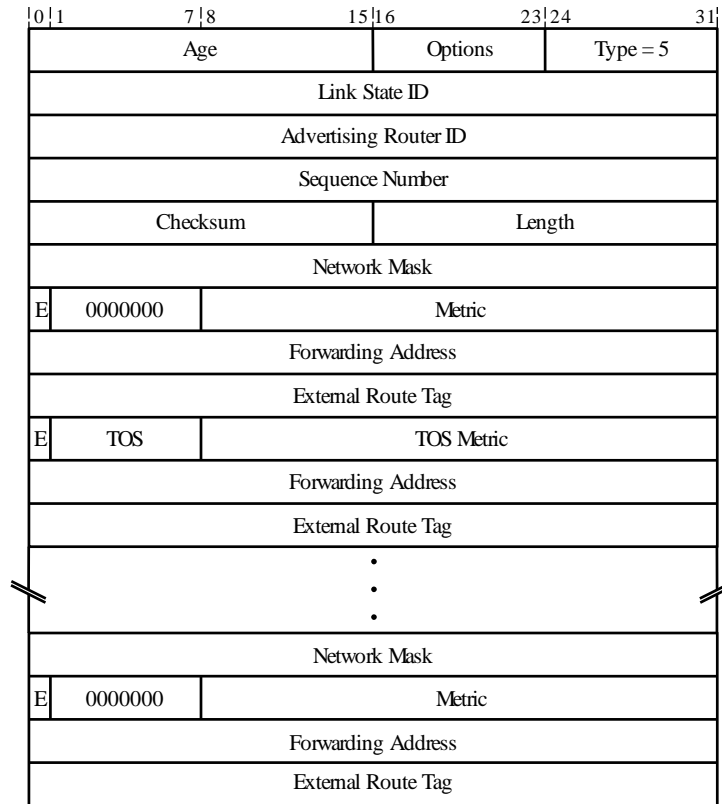 0 1 7 8 15 16 23 24 31
Age Options Type = 5
Link State ID
Advertising Router ID
Sequence Number
Checksum Length
Network Mask
E 0000000 Metric
Forwarding Address
External Route Tag
E TOS TOS Metric
Forwarding Address
External Route Tag
Network Mask
E 0000000 Metric
Forwarding Address
External Route Tag